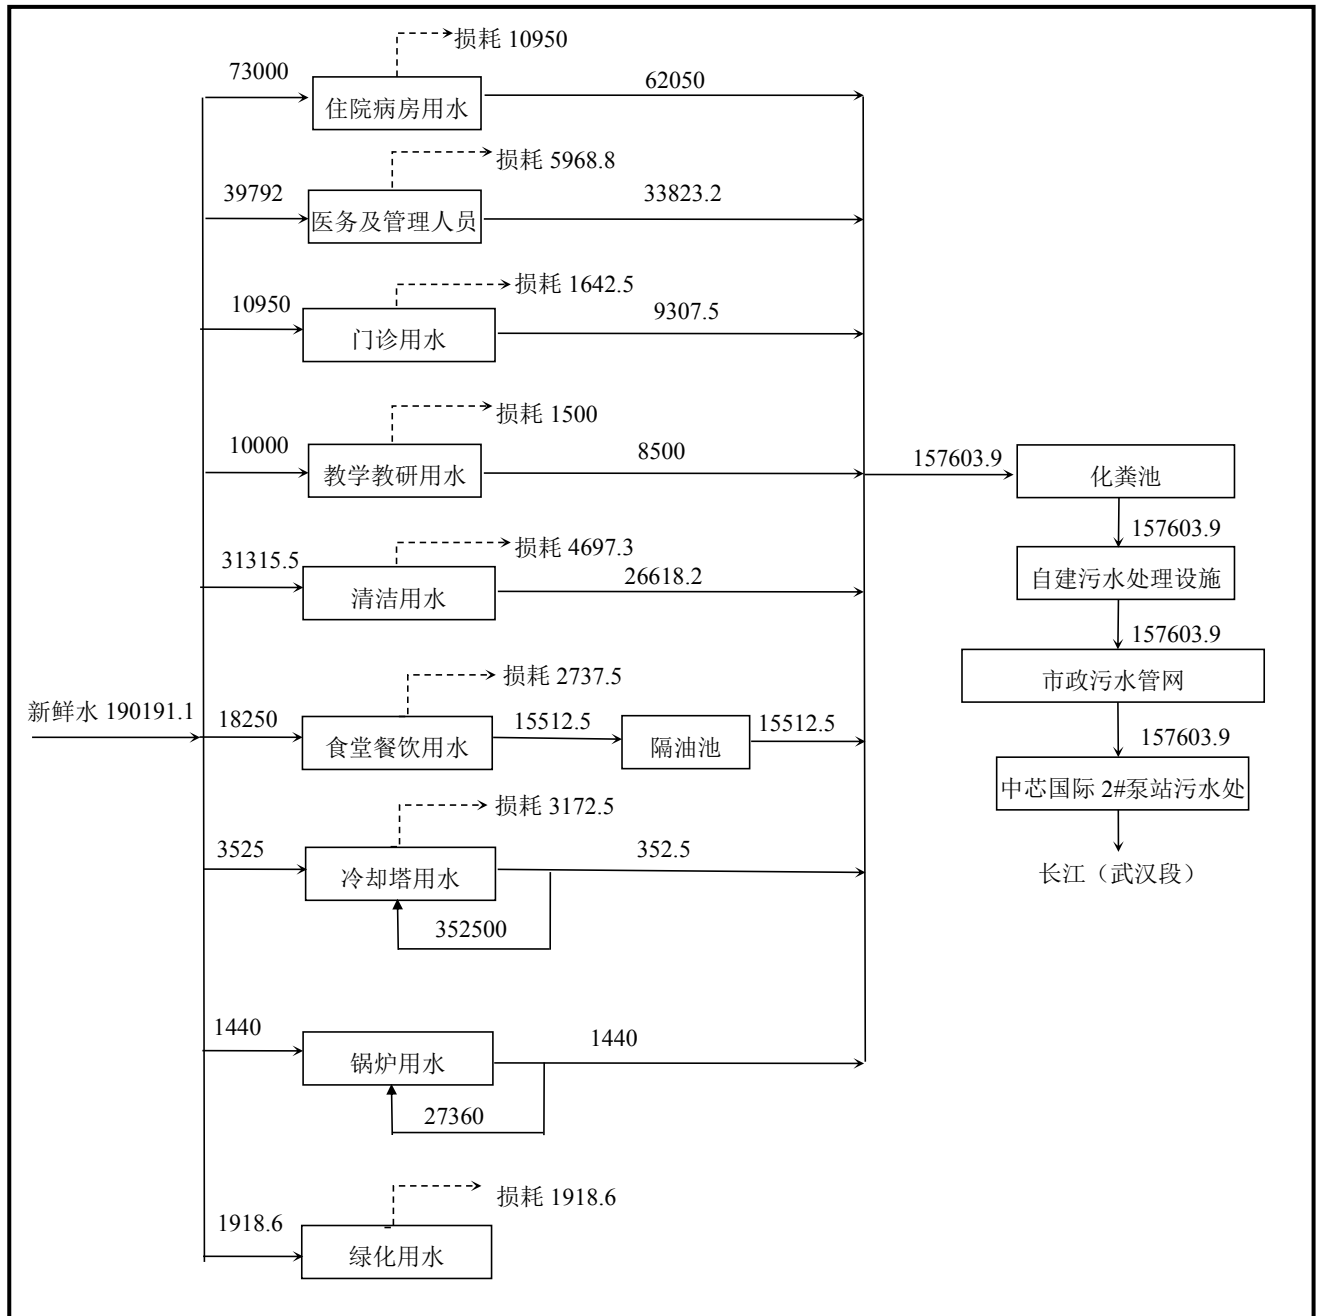 损耗 10950
73000
62050
住院病房用水
损耗 5968.8
39792
33823.2
医务及管理人员
损耗 1642.5
10950
9307.5
门诊用水
损耗 1500
10000
8500
157603.9
教学教研用水
化粪池
157603.9
损耗 4697.3
31315.5
26618.2
清洁用水
自建污水处理设施
157603.9
损耗 2737.5
市政污水管网
新鲜水 190191.1
18250
15512.5
15512.5
157603.9
食堂餐饮用水
隔油池
中芯国际 2#泵站污水处
损耗 3172.5
3525
352.5
冷却塔用水
长江（武汉段）
352500
1440
1440
锅炉用水
27360
损耗 1918.6
1918.6
绿化用水